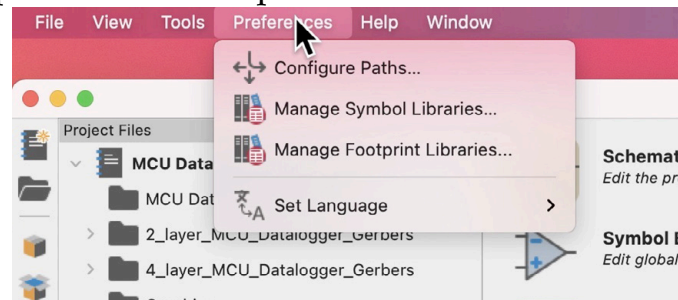 File View Tools Preferences Help Window
Configure Paths...
Manage Symbol Libraries...
Manage Footprint Libraries...
Set Language
Project Files
MCU Data
MCU Dat
2_layer_MCU_Datalogger_Gerbers
4_layer_MCU_Datalogger_Gerbers
Schemat
Edit the pr
Symbol E
Edit global